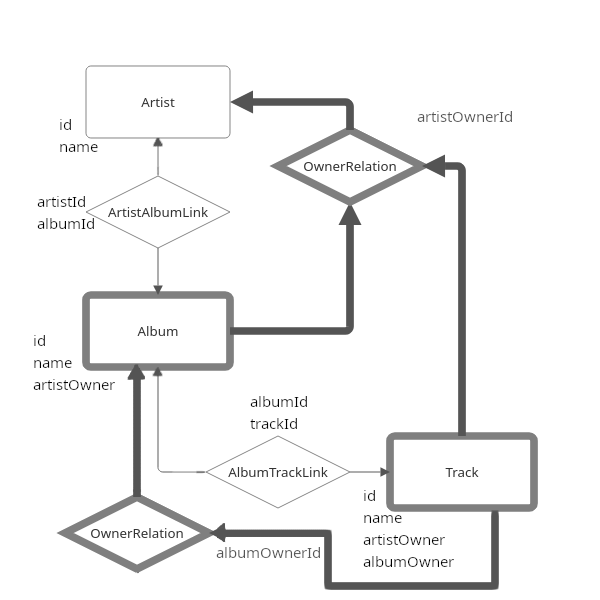 Artist
artistOwnerId
id
name
OwnerRelation
artistId
albumId
ArtistAlbumLink
Album
id
name
artistOwner
albumId
trackId
AlbumTrackLink
Track
id
name
artistOwner
albumOwner
OwnerRelation
albumOwnerId